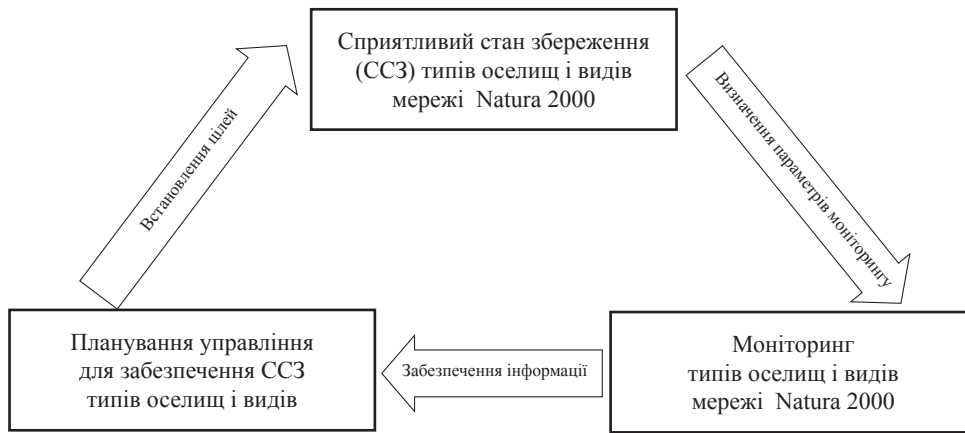 Сприятливий стан збереження
(ССЗ) типів оселищ і видів
мережі Natura 2000
Встановлення цілей
Визначення параметрів моніторингу
Планування управління
для забезпечення ССЗ
типів оселищ і видів
Забезпечення інформації
Моніторинг
типів оселищ і видів
мережі Natura 2000